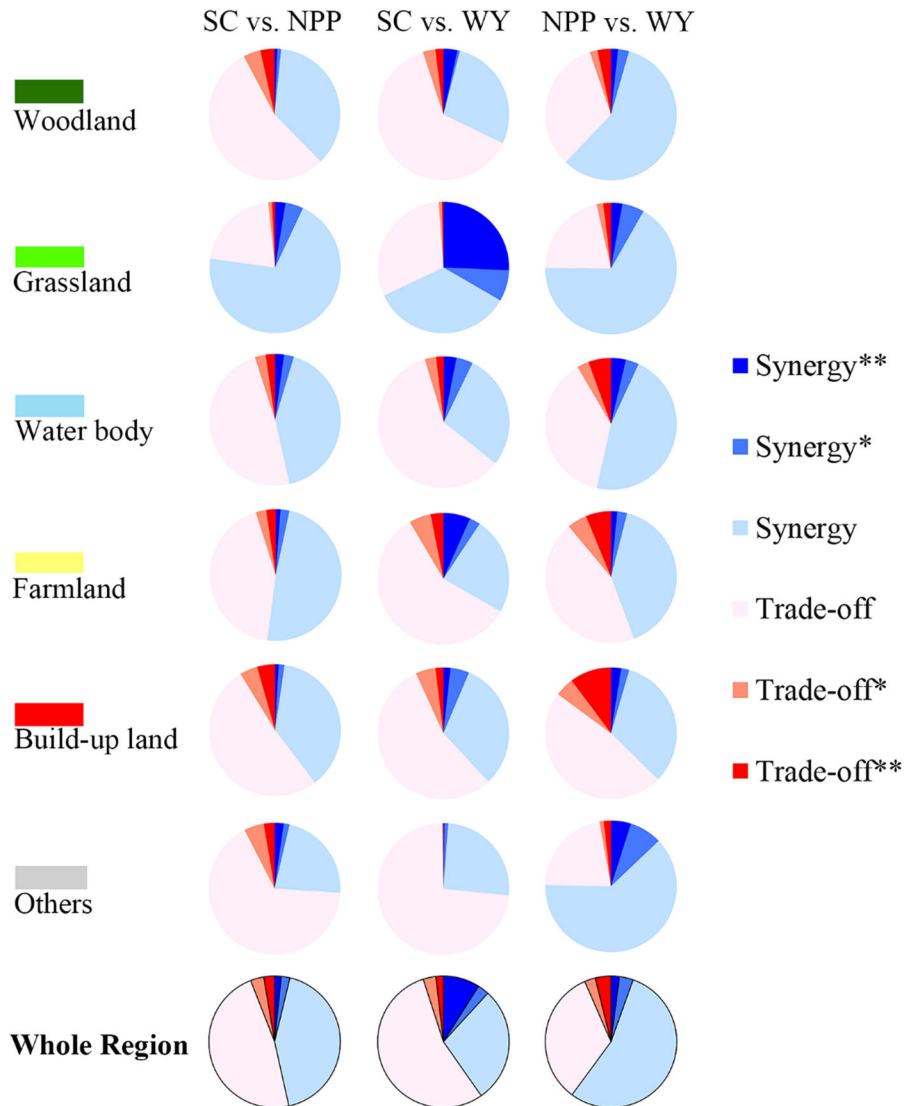 SC vs. NPP
SC vs. WY
NPP vs. WY
Woodland
Grassland
Water body
Farmland
Build-up land
Others
Whole Region
Synergy**
Synergy*
Synergy
Trade-off
Trade-off*
Trade-off**